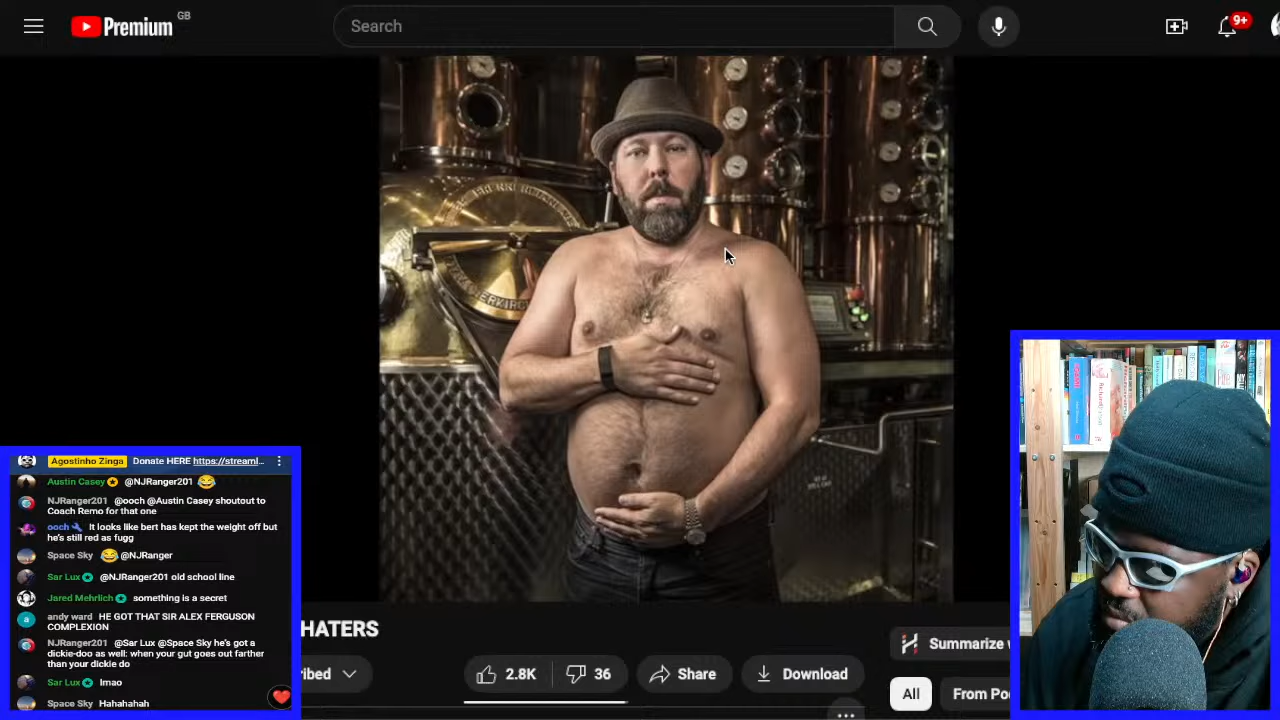 Premium GB
Search
9+
HATERS
ribed
2.8K
36
Share
Download
Summarize
All
From
Agostinho Zinga Donate HERE https://streaml...
Austin Casey @NJRanger201 😂
NJRanger201 @ooch @Austin Casey shoutout to
Coach Remo for that one
ooch It looks like bert has kept the weight off but
he's still red as fugg
Space Sky 😂 @NJRanger
Sar Lux @NJRanger201 old school line
Jared Mehrlich something is a secret
andy ward HE GOT THAT SIR ALEX FERGUSON
COMPLEXION
NJRanger201 @Sar Lux @Space Sky he's got a
dickie-doo as well: when your gut goes out farther
than your dickie do
Sar Lux lmao
Space Sky Hahahahah